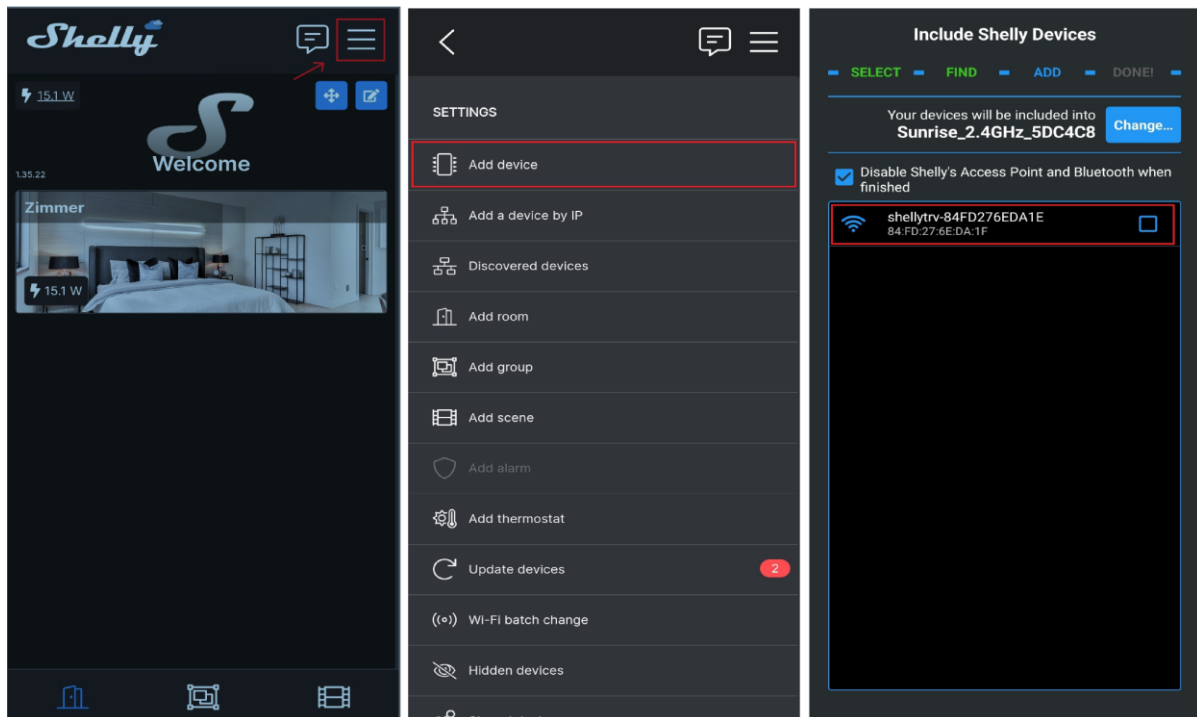 Shelly
15.1 W
Welcome
1.35.22
Zimmer
15.1 W
SETTINGS
Add device
Add a device by IP
Discovered devices
Add room
Add group
Add scene
Add alarm
Add thermostat
Update devices
2
Wi-Fi batch change
Hidden devices
Include Shelly Devices
SELECT FIND ADD DONE!
Your devices will be included into
Sunrise_2.4GHz_5DC4C8
Change...
Disable Shelly's Access Point and Bluetooth when
finished
shellytrv-84FD276EDA1E
84:FD:27:6E:DA:1F